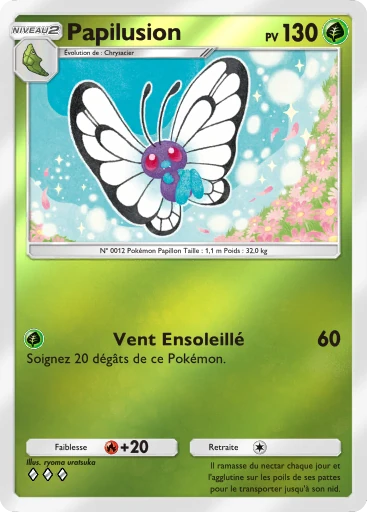 NIVEAU 2 Papilusion PV 130
Évolution de : Chrysacier
N° 0012 Pokémon Papillon Taille : 1,1 m Poids : 32,0 kg
Vent Ensoleillé 60
Soignez 20 dégâts de ce Pokémon.
Faiblesse +20 Retraite
Illus. ryoma uratsuka
Il ramasse du nectar chaque jour et
l'agglutine sur les poils de ses pattes
pour le transporter jusqu'à son nid.